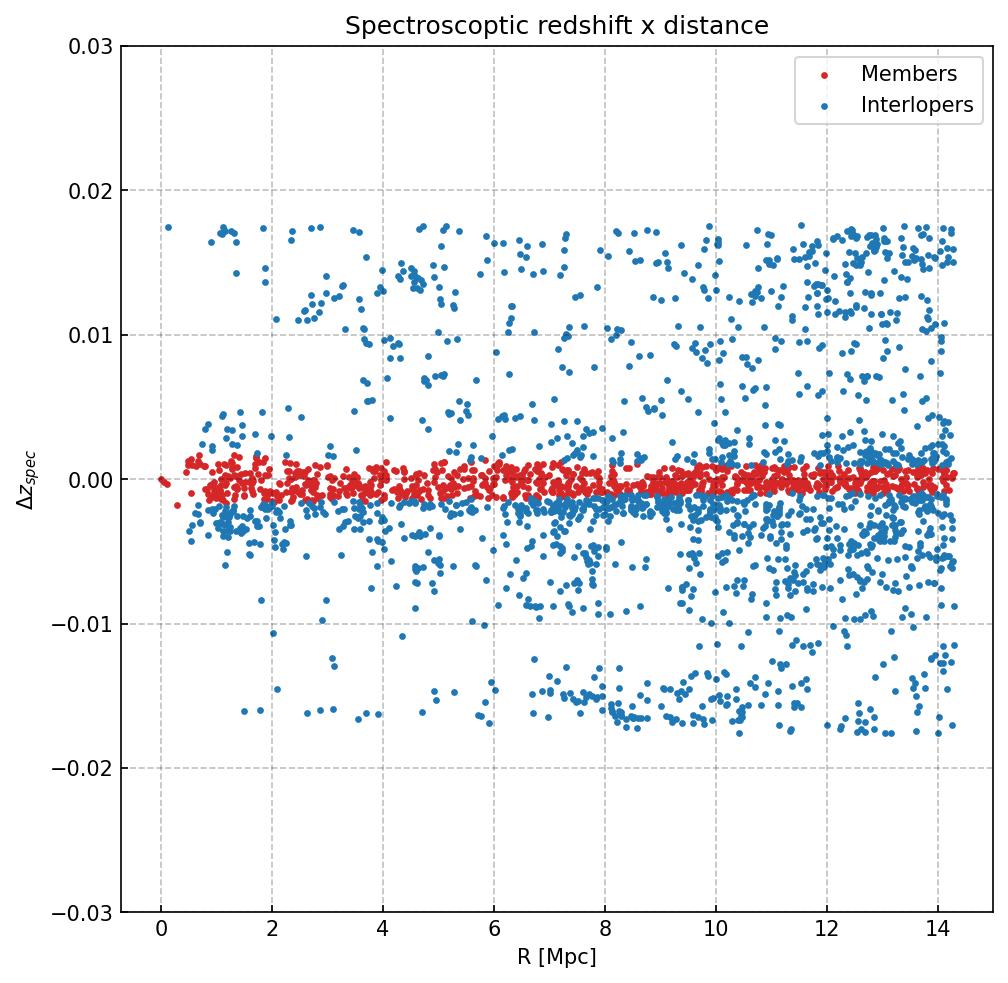 Spectroscoptic redshift x distance
Members
Interlopers
0.03
0.02
0.01
0.00
−0.01
−0.02
−0.03
Δz_spec
0 2 4 6 8 10 12 14
R [Mpc]